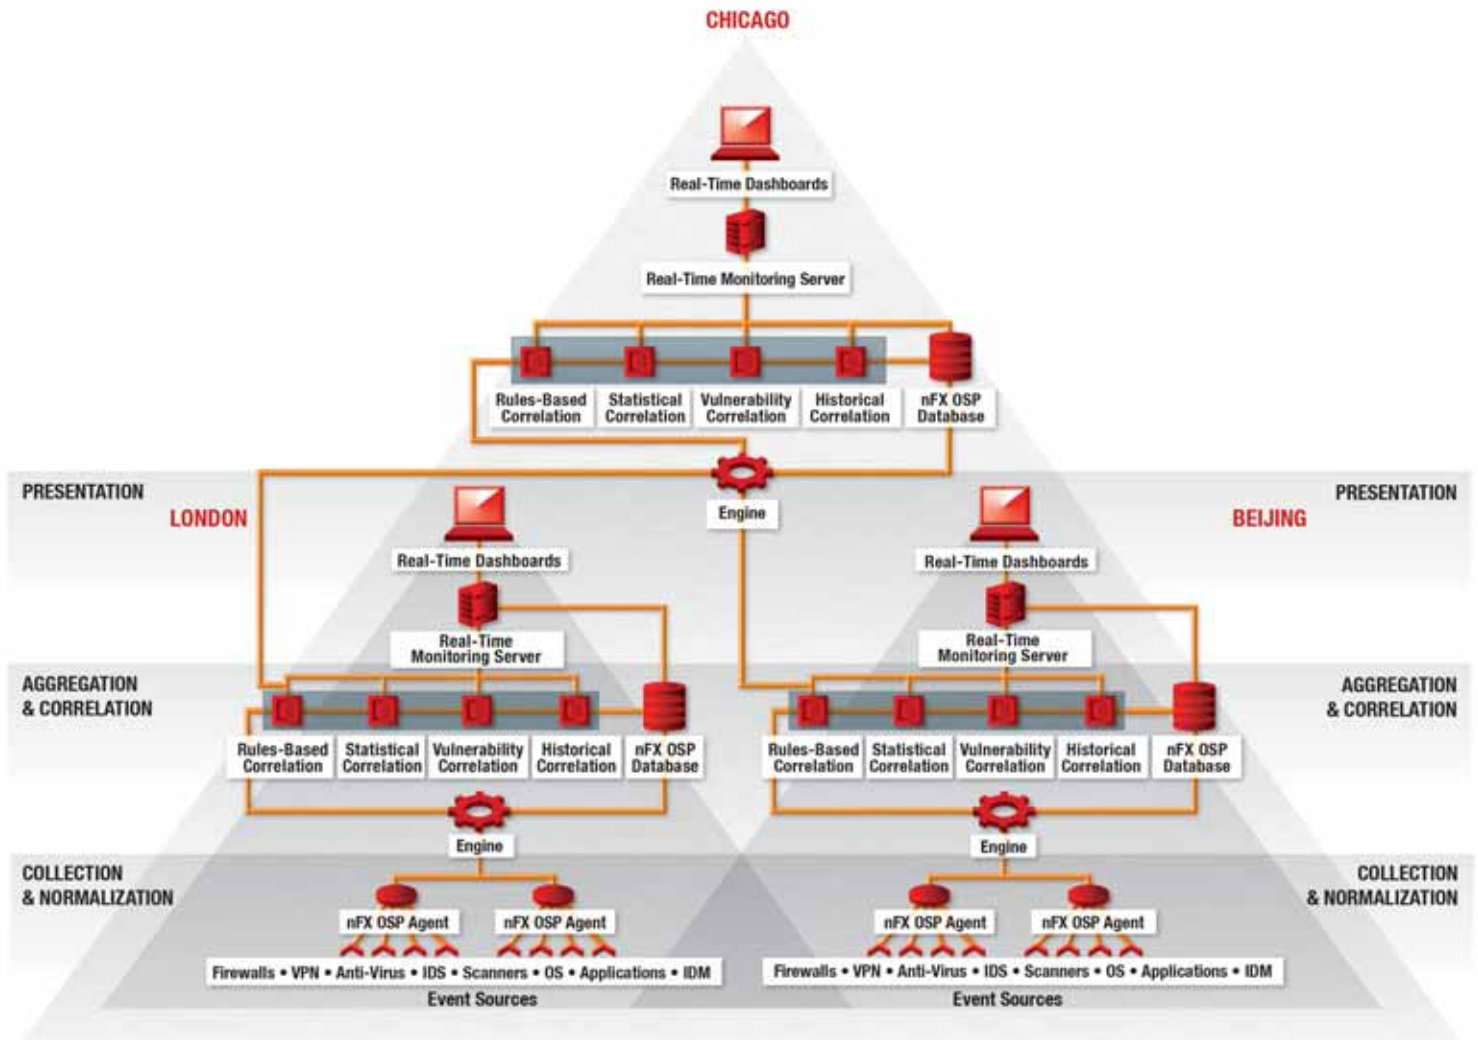 CHICAGO
Real-Time Dashboards
Real-Time Monitoring Server
Rules-Based
Correlation
Statistical
Correlation
Vulnerability
Correlation
Historical
Correlation
nFX OSP
Database
Engine
PRESENTATION
PRESENTATION
LONDON
BEIJING
Real-Time Dashboards
Real-Time
Monitoring Server
Real-Time Dashboards
Real-Time
Monitoring Server
AGGREGATION
& CORRELATION
AGGREGATION
& CORRELATION
Rules-Based
Correlation
Statistical
Correlation
Vulnerability
Correlation
Historical
Correlation
nFX OSP
Database
Rules-Based
Correlation
Statistical
Correlation
Vulnerability
Correlation
Historical
Correlation
nFX OSP
Database
Engine
Engine
COLLECTION
& NORMALIZATION
COLLECTION
& NORMALIZATION
nFX OSP Agent
nFX OSP Agent
nFX OSP Agent
nFX OSP Agent
Firewalls • VPN • Anti-Virus • IDS • Scanners • OS • Applications • IDM
Event Sources
Firewalls • VPN • Anti-Virus • IDS • Scanners • OS • Applications • IDM
Event Sources